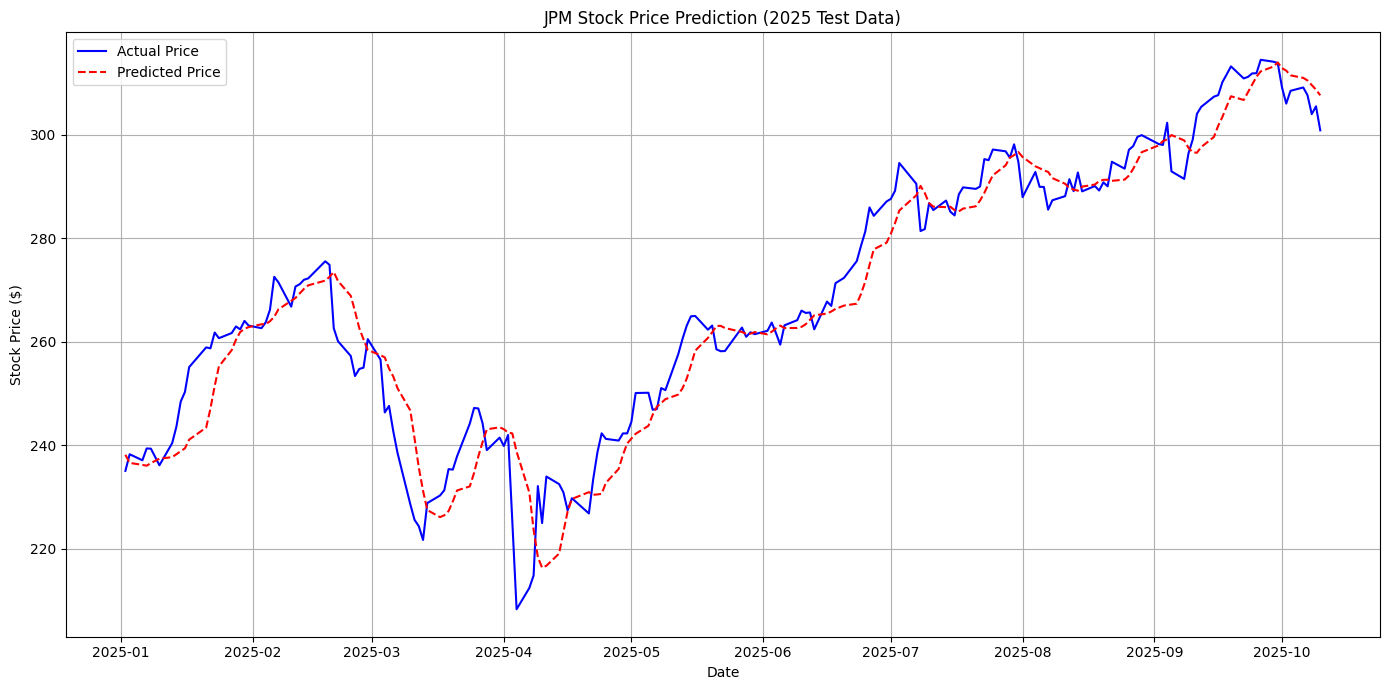 JPM Stock Price Prediction (2025 Test Data)
Actual Price
Predicted Price
Stock Price ($)
300
280
260
240
220
2025-01 2025-02 2025-03 2025-04 2025-05 2025-06 2025-07 2025-08 2025-09 2025-10
Date